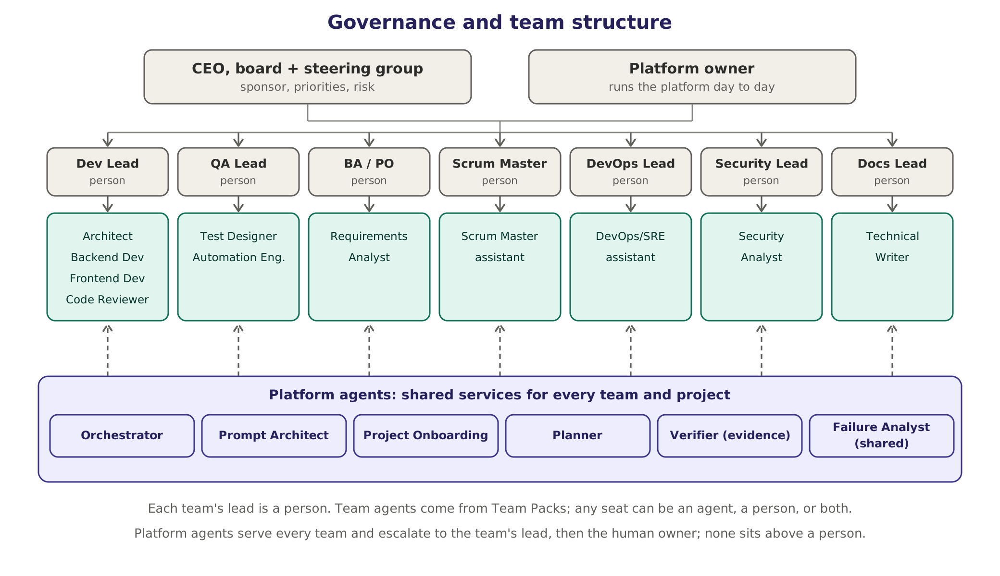 Governance and team structure
CEO, board + steering group
sponsor, priorities, risk
Platform owner
runs the platform day to day
Dev Lead
person
QA Lead
person
BA / PO
person
Scrum Master
person
DevOps Lead
person
Security Lead
person
Docs Lead
person
Architect
Backend Dev
Frontend Dev
Code Reviewer
Test Designer
Automation Eng.
Requirements
Analyst
Scrum Master
assistant
DevOps/SRE
assistant
Security
Analyst
Technical
Writer
Platform agents: shared services for every team and project
Orchestrator
Prompt Architect
Project Onboarding
Planner
Verifier (evidence)
Failure Analyst
(shared)
Each team's lead is a person. Team agents come from Team Packs; any seat can be an agent, a person, or both.
Platform agents serve every team and escalate to the team's lead, then the human owner; none sits above a person.